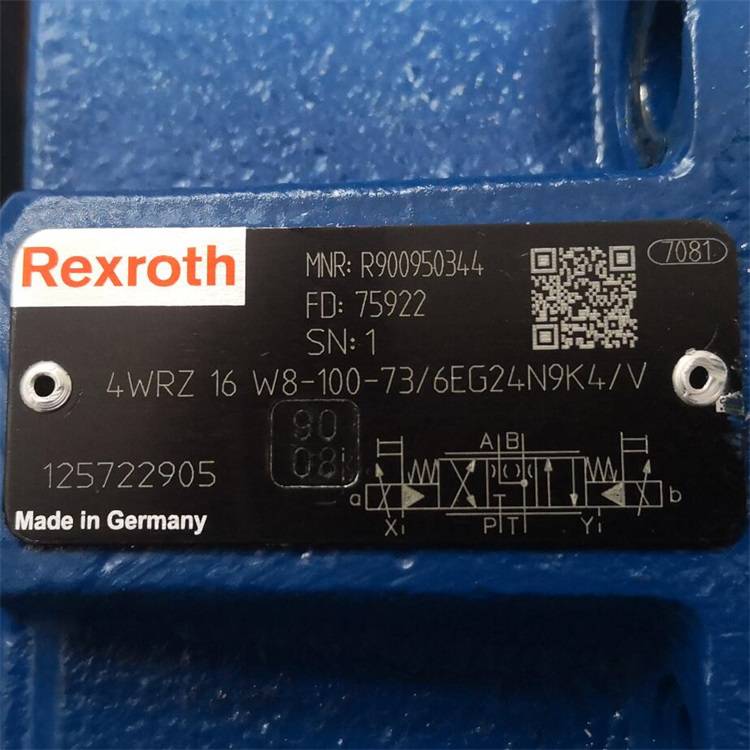 Rexroth
MNR: R900950344
FD: 75922
SN: 1
7081
4WRZ 16 W8-100-73/6EG24N9K4/V
125722905
90
08
Made in Germany
A B
a
b
X
P T
Y